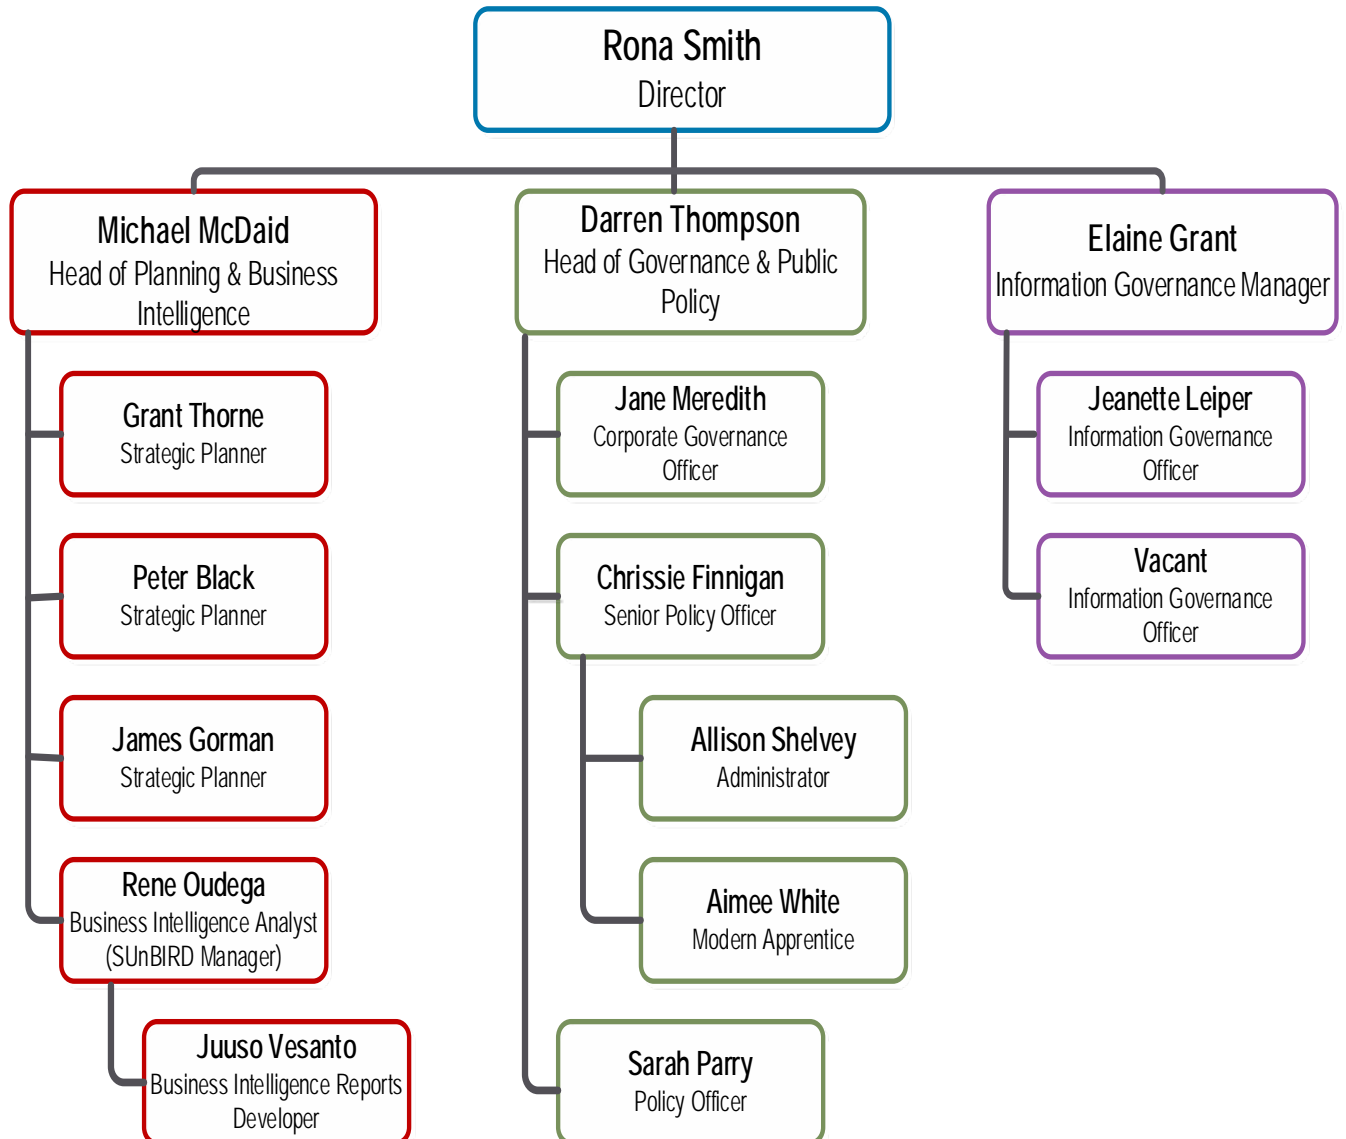 Rona Smith
Director
Michael McDaid
Head of Planning & Business
Intelligence
Grant Thorne
Strategic Planner
Peter Black
Strategic Planner
James Gorman
Strategic Planner
Rene Oudega
Business Intelligence Analyst
(SUnBIRD Manager)
Juuso Vesanto
Business Intelligence Reports
Developer
Darren Thompson
Head of Governance & Public
Policy
Jane Meredith
Corporate Governance
Officer
Chrissie Finnigan
Senior Policy Officer
Allison Shelvey
Administrator
Aimee White
Modern Apprentice
Sarah Parry
Policy Officer
Elaine Grant
Information Governance Manager
Jeanette Leiper
Information Governance
Officer
Vacant
Information Governance
Officer